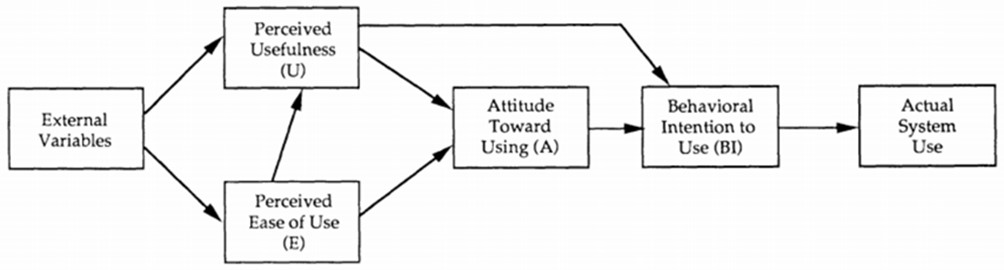 External
Variables
Perceived
Usefulness
(U)
Perceived
Ease of Use
(E)
Attitude
Toward
Using (A)
Behavioral
Intention to
Use (BI)
Actual
System
Use